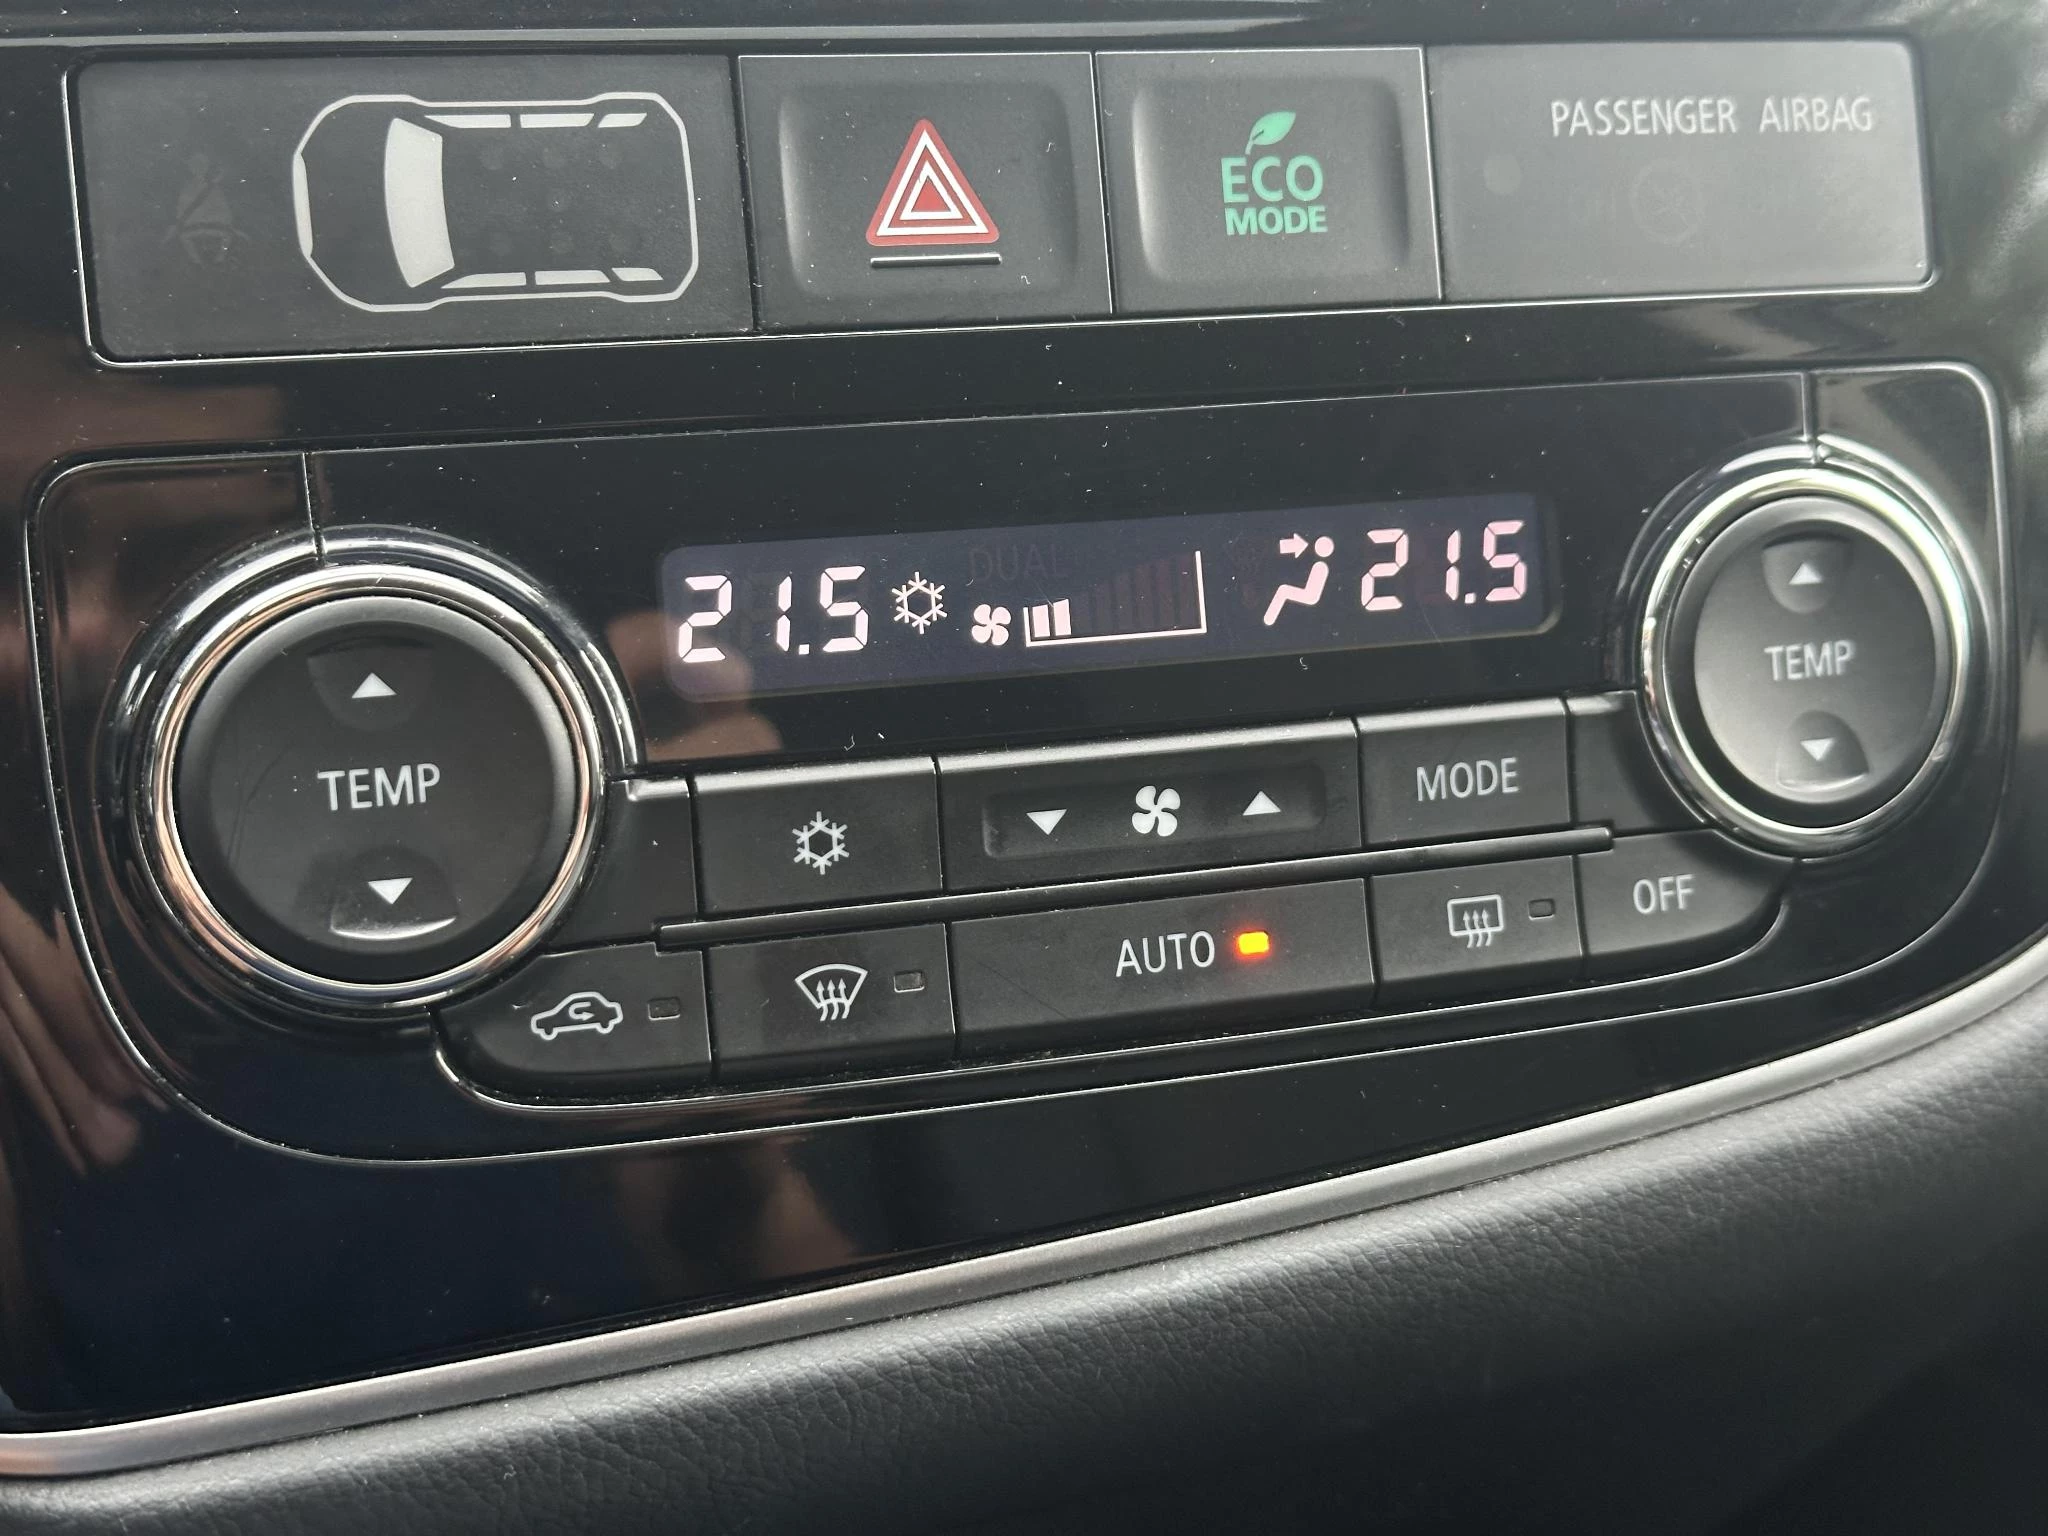 ECO
MODE
PASSENGER AIRBAG
DUAL
21.5
21.5
TEMP
TEMP
MODE
AUTO
OFF